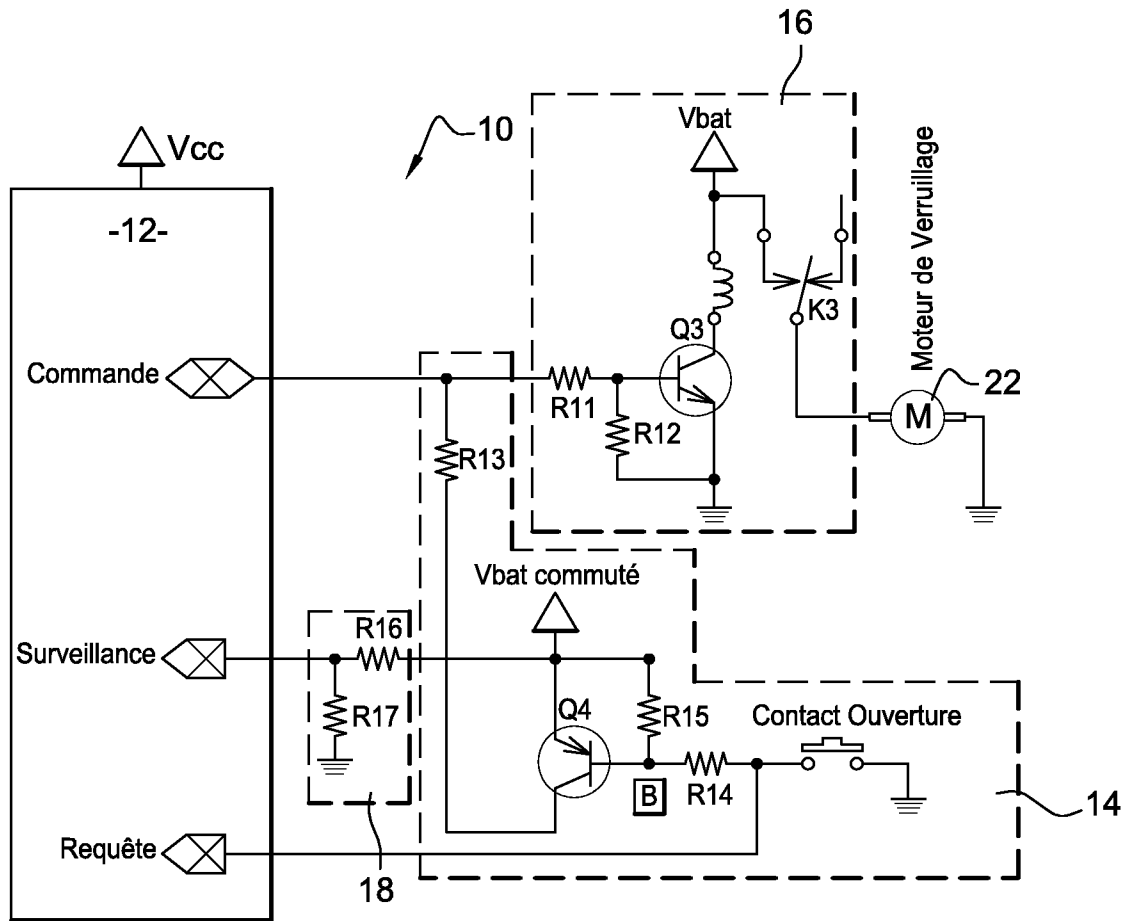 16
10
Vcc
Vbat
-12-
Moteur de Verruillage
K3
Q3
Commande
R11
22
M
R12
R13
Vbat commuté
R16
Surveillance
R17
Q4
R15
Contact Ouverture
B
R14
14
Requête
18